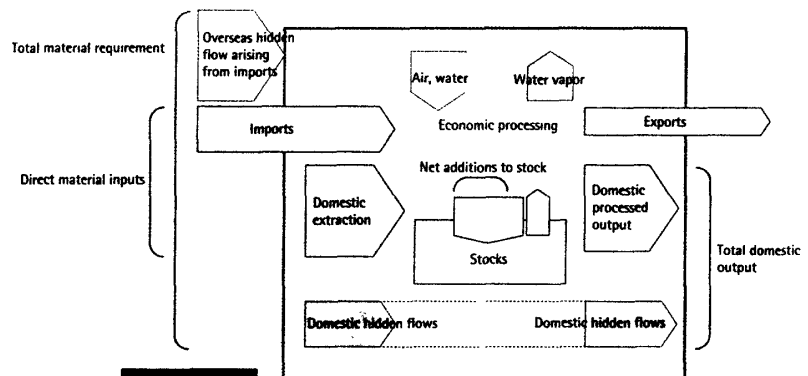 Total material requirement
Overseas hidden
flow arising
from imports
Air, water
Water vapor
Imports
Economic processing
Exports
Direct material inputs
Net additions to stock
Domestic
extraction
Domestic
processed
output
Stocks
Total domestic
output
Domestic hidden flows
Domestic hidden flows